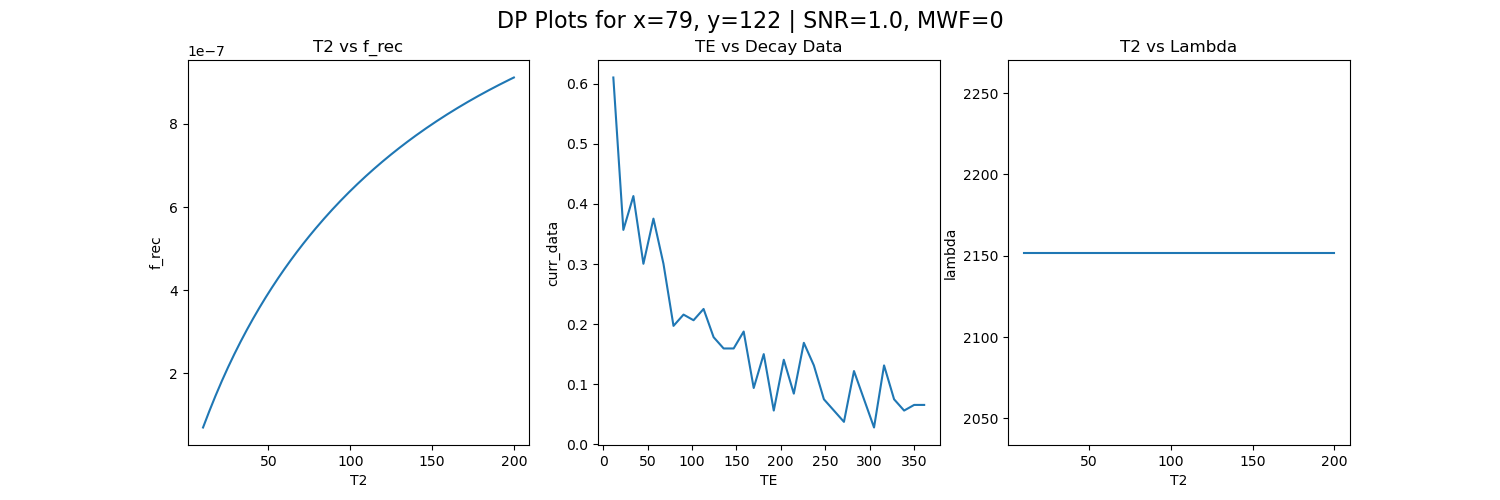 DP Plots for x=79, y=122 | SNR=1.0, MWF=0
T2 vs f_rec
1e−7
8
6
4
2
f_rec
50
100
150
200
T2
TE vs Decay Data
0.6
0.5
0.4
0.3
0.2
0.1
0.0
curr_data
0
50
100
150
200
250
300
350
TE
T2 vs Lambda
2250
2200
2150
2100
2050
lambda
50
100
150
200
T2